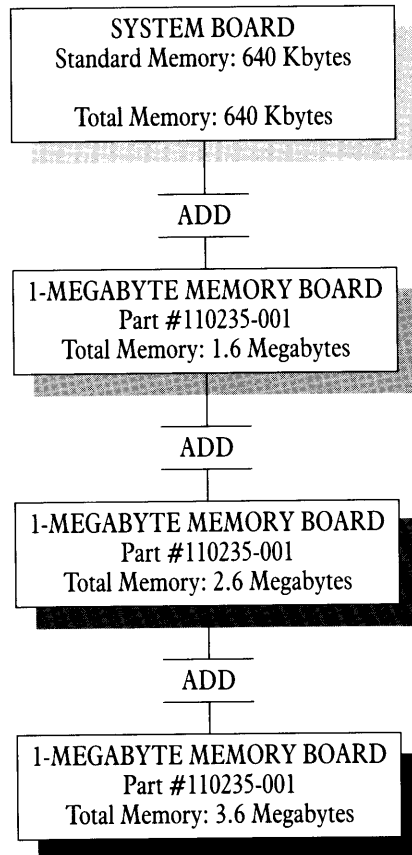 SYSTEM BOARD
Standard Memory: 640 Kbytes
Total Memory: 640 Kbytes
ADD
1-MEGABYTE MEMORY BOARD
Part #110235-001
Total Memory: 1.6 Megabytes
ADD
1-MEGABYTE MEMORY BOARD
Part #110235-001
Total Memory: 2.6 Megabytes
ADD
1-MEGABYTE MEMORY BOARD
Part #110235-001
Total Memory: 3.6 Megabytes